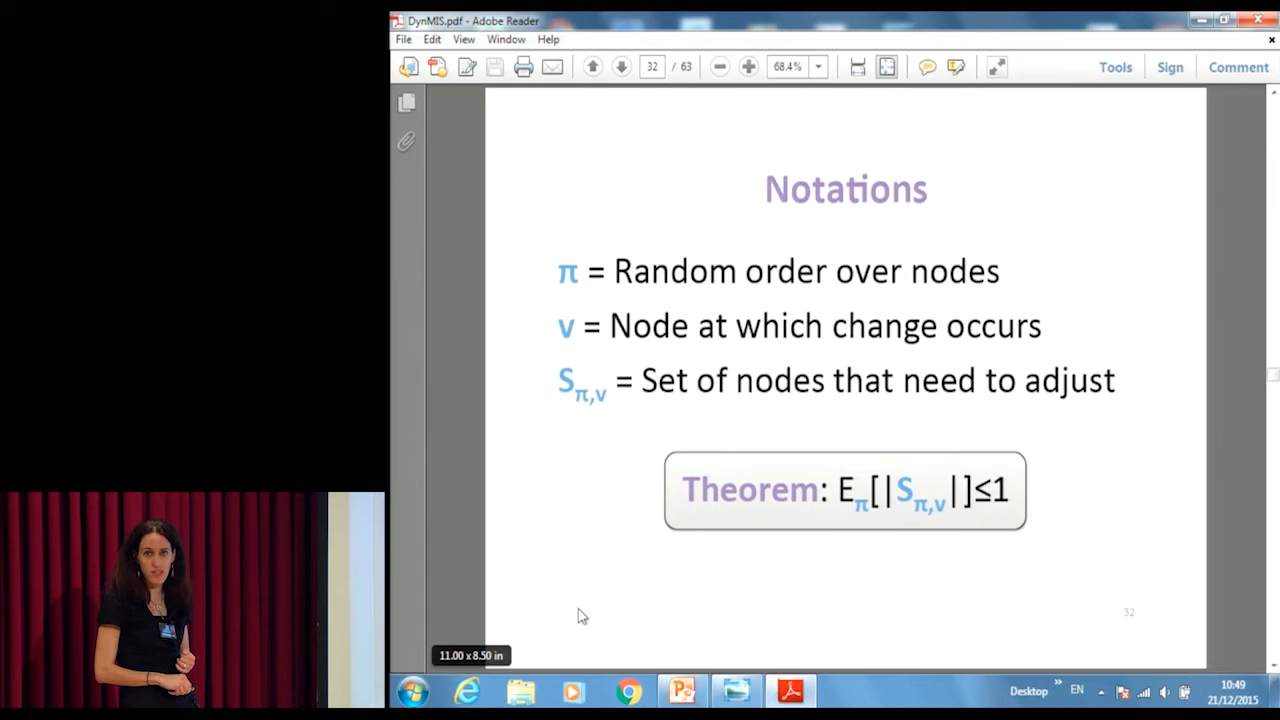 DynMIS.pdf - Adobe Reader
File Edit View Window Help
32 / 63 68.4% Tools Sign Comment
Notations
π = Random order over nodes
v = Node at which change occurs
Sπ,v = Set of nodes that need to adjust
Theorem: Eπ[|Sπ,v|]≤1
32
11.00 x 8.50 in
Desktop » EN 10:49
21/12/2015